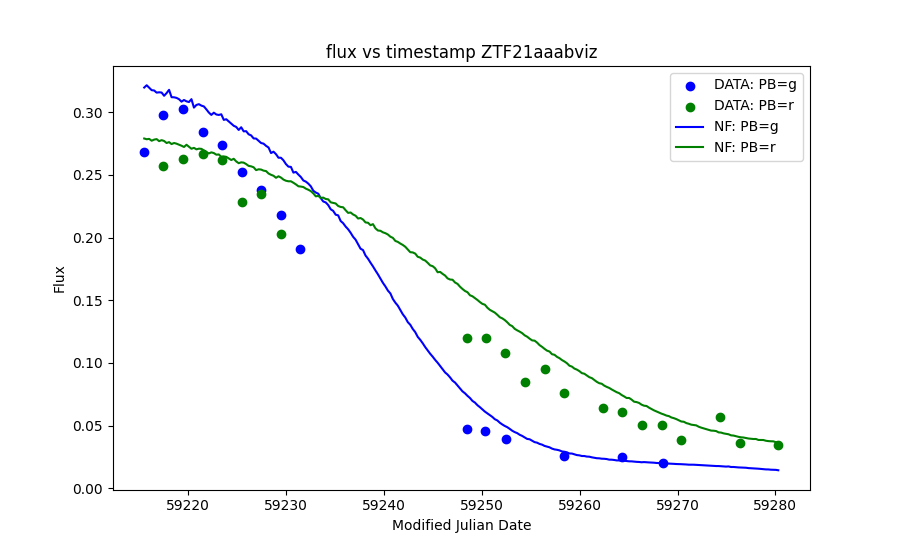 flux vs timestamp ZTF21aaabviz
DATA: PB=g
DATA: PB=r
NF: PB=g
NF: PB=r
Flux
0.30
0.25
0.20
0.15
0.10
0.05
0.00
59220 59230 59240 59250 59260 59270 59280
Modified Julian Date